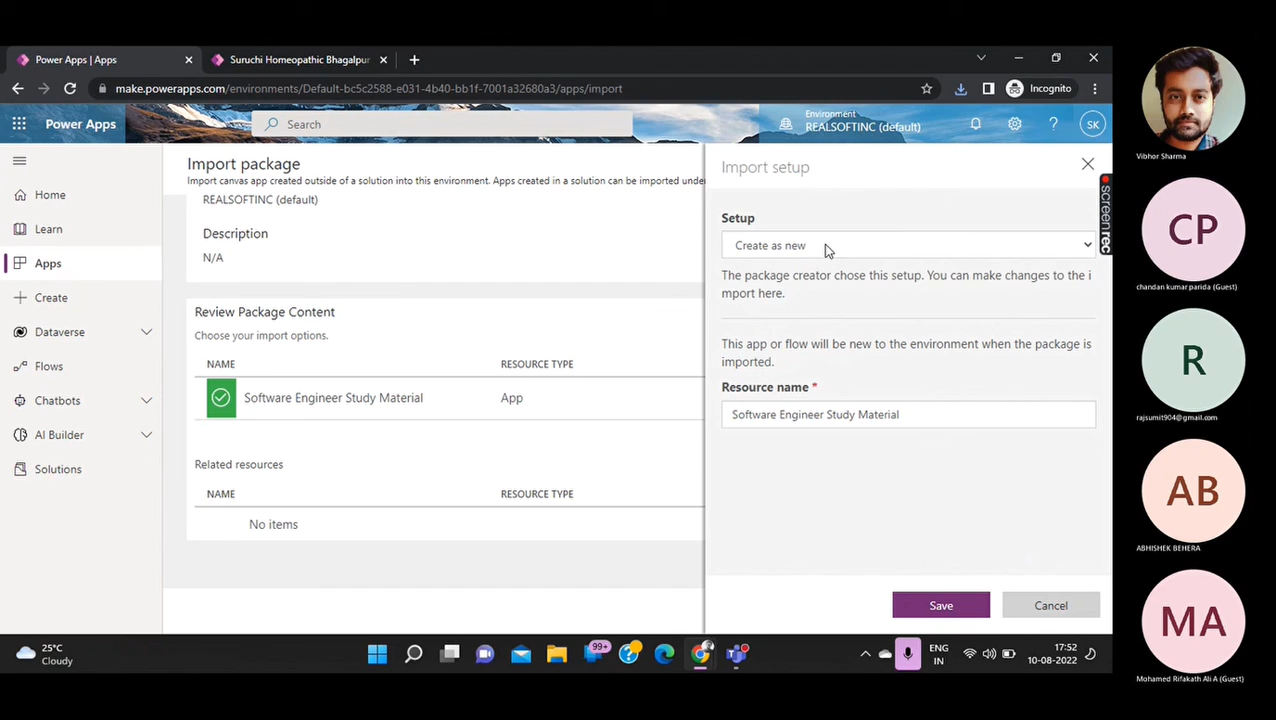 Power Apps | Apps
Suruchi Homeopathic Bhagalpur
make.powerapps.com/environments/Default-bc5c2588-e031-4b40-bb1f-7001a32680a3/apps/import
Incognito
Power Apps
Search
Environment
REALSOFTINC (default)
SK
Home
Learn
Apps
Create
Dataverse
Flows
Chatbots
AI Builder
Solutions
Import package
Import canvas app created outside of a solution into this environment. Apps created in a solution can be imported under
REALSOFTINC (default)
Description
N/A
Review Package Content
Choose your import options.
NAME RESOURCE TYPE
Software Engineer Study Material App
Related resources
NAME RESOURCE TYPE
No items
Import setup
Setup
Create as new
The package creator chose this setup. You can make changes to the i
mport here.
This app or flow will be new to the environment when the package is
imported.
Resource name *
Software Engineer Study Material
Save Cancel
screenrec
Vibhor Sharma
CP
chandan kumar parida (Guest)
R
rajsumit904@gmail.com
AB
ABHISHEK BEHERA
MA
Mohamed Rifakath Ali A (Guest)
25°C
Cloudy
99+
ENG
IN
17:52
10-08-2022